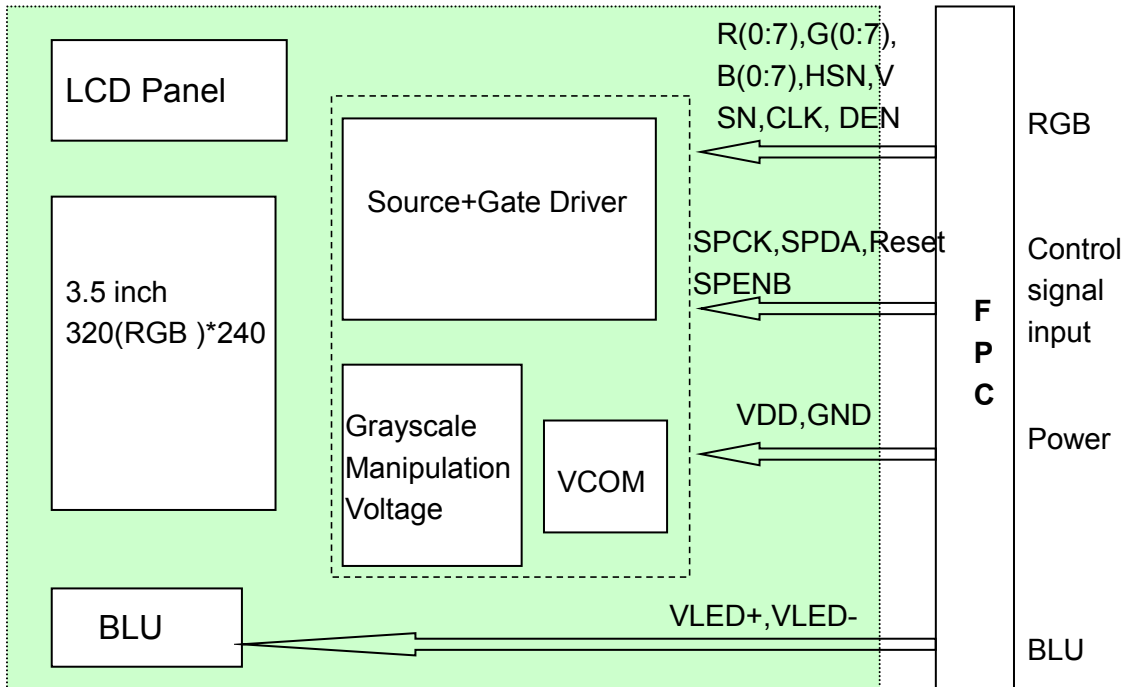 LCD Panel
3.5 inch
320(RGB )*240
BLU
Source+Gate Driver
Grayscale
Manipulation
Voltage
VCOM
R(0:7),G(0:7),
B(0:7),HSN,V
SN,CLK, DEN
SPCK,SPDA,Reset
SPENB
VDD,GND
VLED+,VLED-
F
P
C
RGB
Control
signal
input
Power
BLU